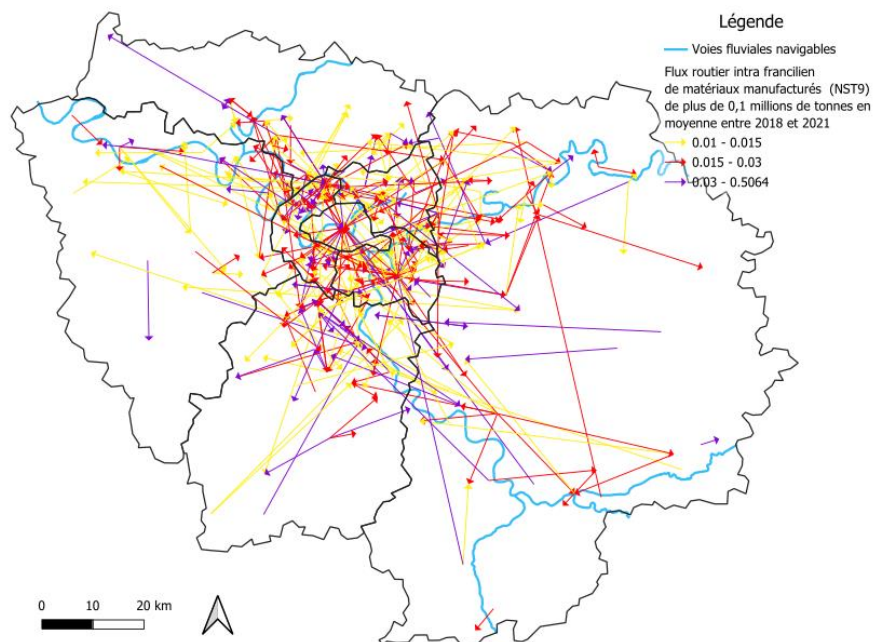 Légende
Voies fluviales navigables
Flux routier intra francilien
de matériaux manufacturés (NST9)
de plus de 0,1 millions de tonnes en
moyenne entre 2018 et 2021
0.01 - 0.015
0.015 - 0.03
0.03 - 0.5064
0 10 20 km